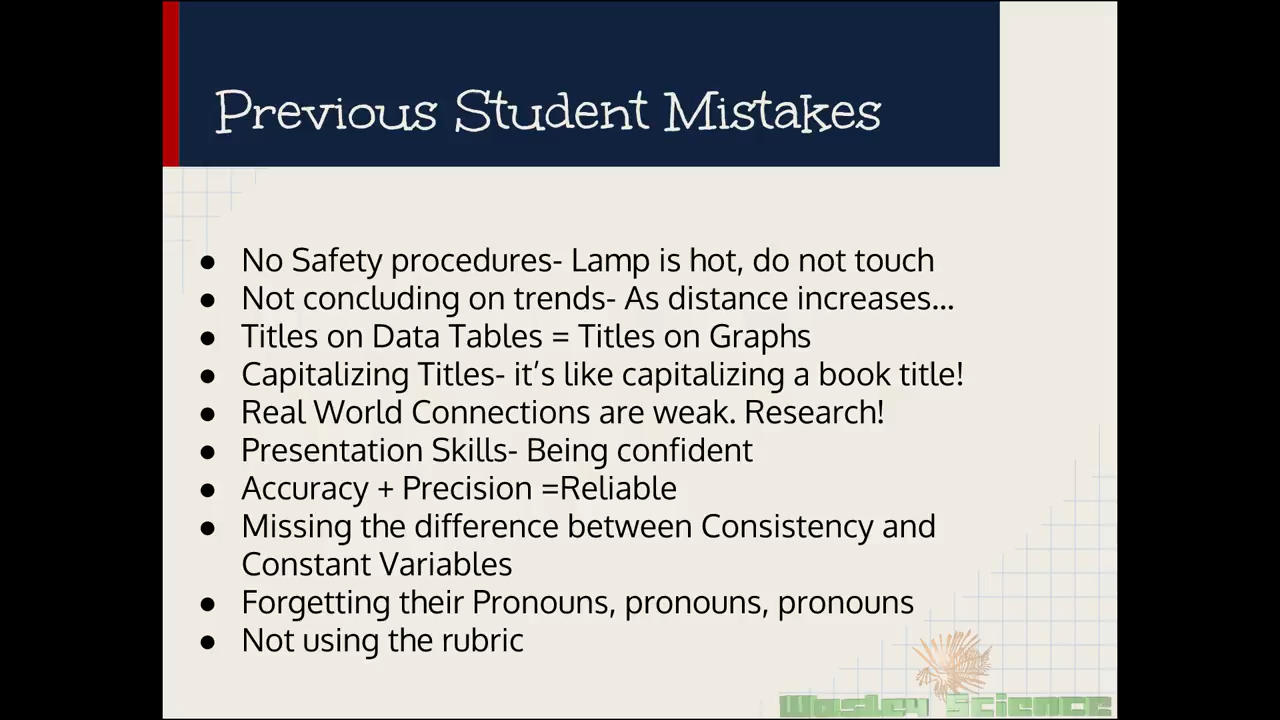 Previous Student Mistakes
● No Safety procedures- Lamp is hot, do not touch
● Not concluding on trends- As distance increases...
● Titles on Data Tables = Titles on Graphs
● Capitalizing Titles- it’s like capitalizing a book title!
● Real World Connections are weak. Research!
● Presentation Skills- Being confident
● Accuracy + Precision =Reliable
● Missing the difference between Consistency and
Constant Variables
● Forgetting their Pronouns, pronouns, pronouns
● Not using the rubric
Wasley Science